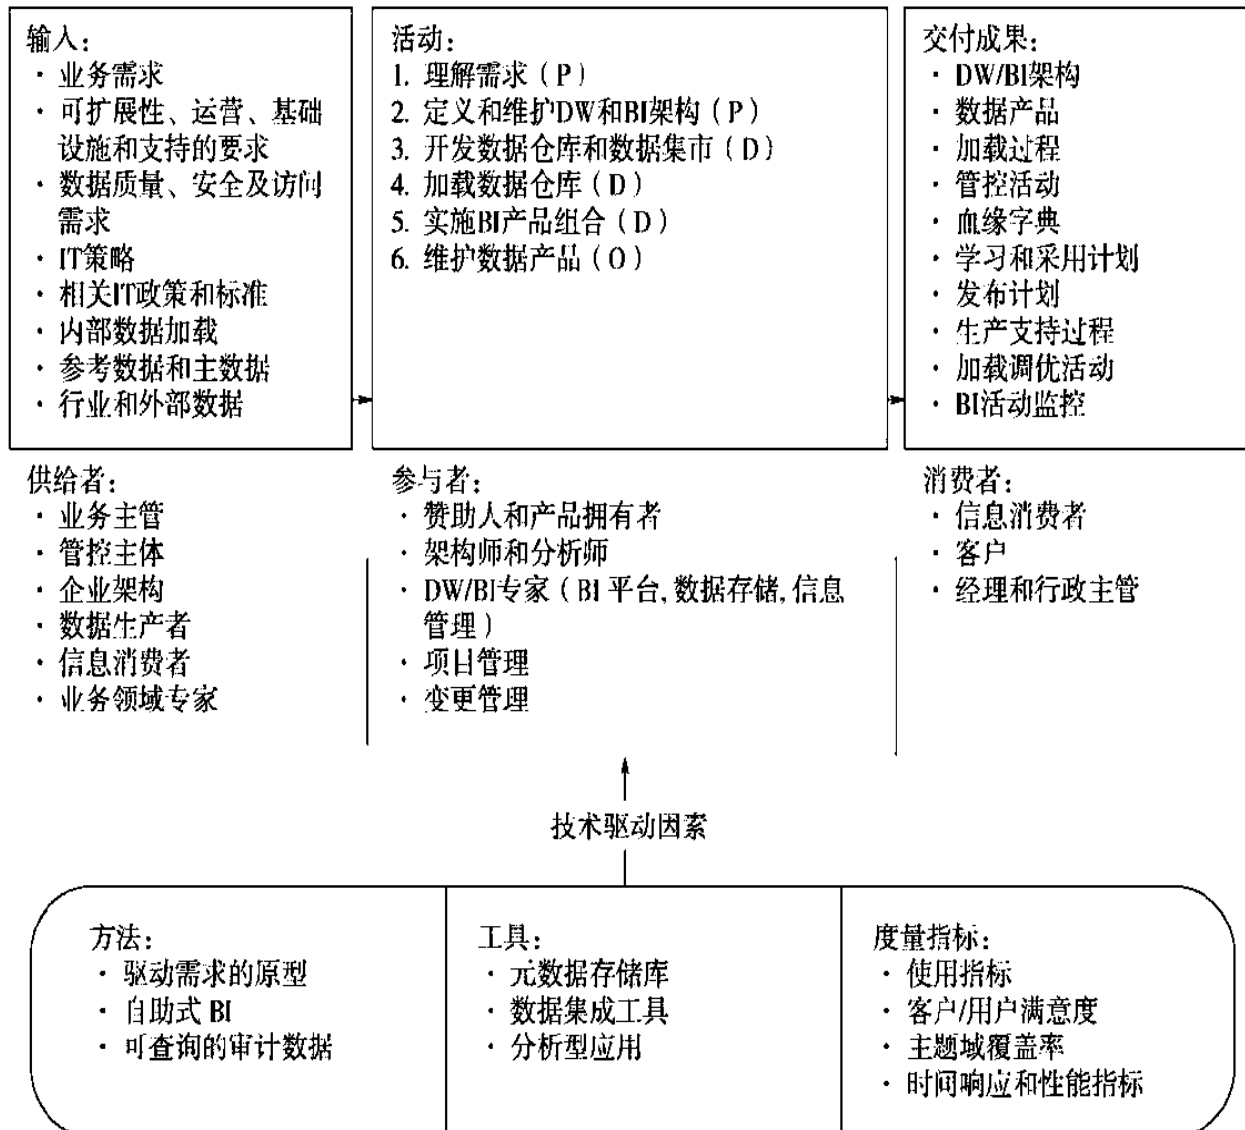 输入：
· 业务需求
· 可扩展性、运营、基础
设施和支持的要求
· 数据质量、安全及访问
需求
· IT策略
· 相关IT政策和标准
· 内部数据加载
· 参考数据和主数据
· 行业和外部数据
活动：
1. 理解需求（P）
2. 定义和维护DW和BI架构（P）
3. 开发数据仓库和数据集市（D）
4. 加载数据仓库（D）
5. 实施BI产品组合（D）
6. 维护数据产品（O）
交付成果：
· DW/BI架构
· 数据产品
· 加载过程
· 管控活动
· 血缘字典
· 学习和采用计划
· 发布计划
· 生产支持过程
· 加载调优活动
· BI活动监控
供给者：
· 业务主管
· 管控主体
· 企业架构
· 数据生产者
· 信息消费者
· 业务领域专家
参与者：
· 赞助人和产品拥有者
· 架构师和分析师
· DW/BI专家（BI 平台,数据存储,信息
管理）
· 项目管理
· 变更管理
消费者：
· 信息消费者
· 客户
· 经理和行政主管
技术驱动因素
方法：
· 驱动需求的原型
· 自助式 BI
· 可查询的审计数据
工具：
· 元数据存储库
· 数据集成工具
· 分析型应用
度量指标：
· 使用指标
· 客户/用户满意度
· 主题域覆盖率
· 时间响应和性能指标